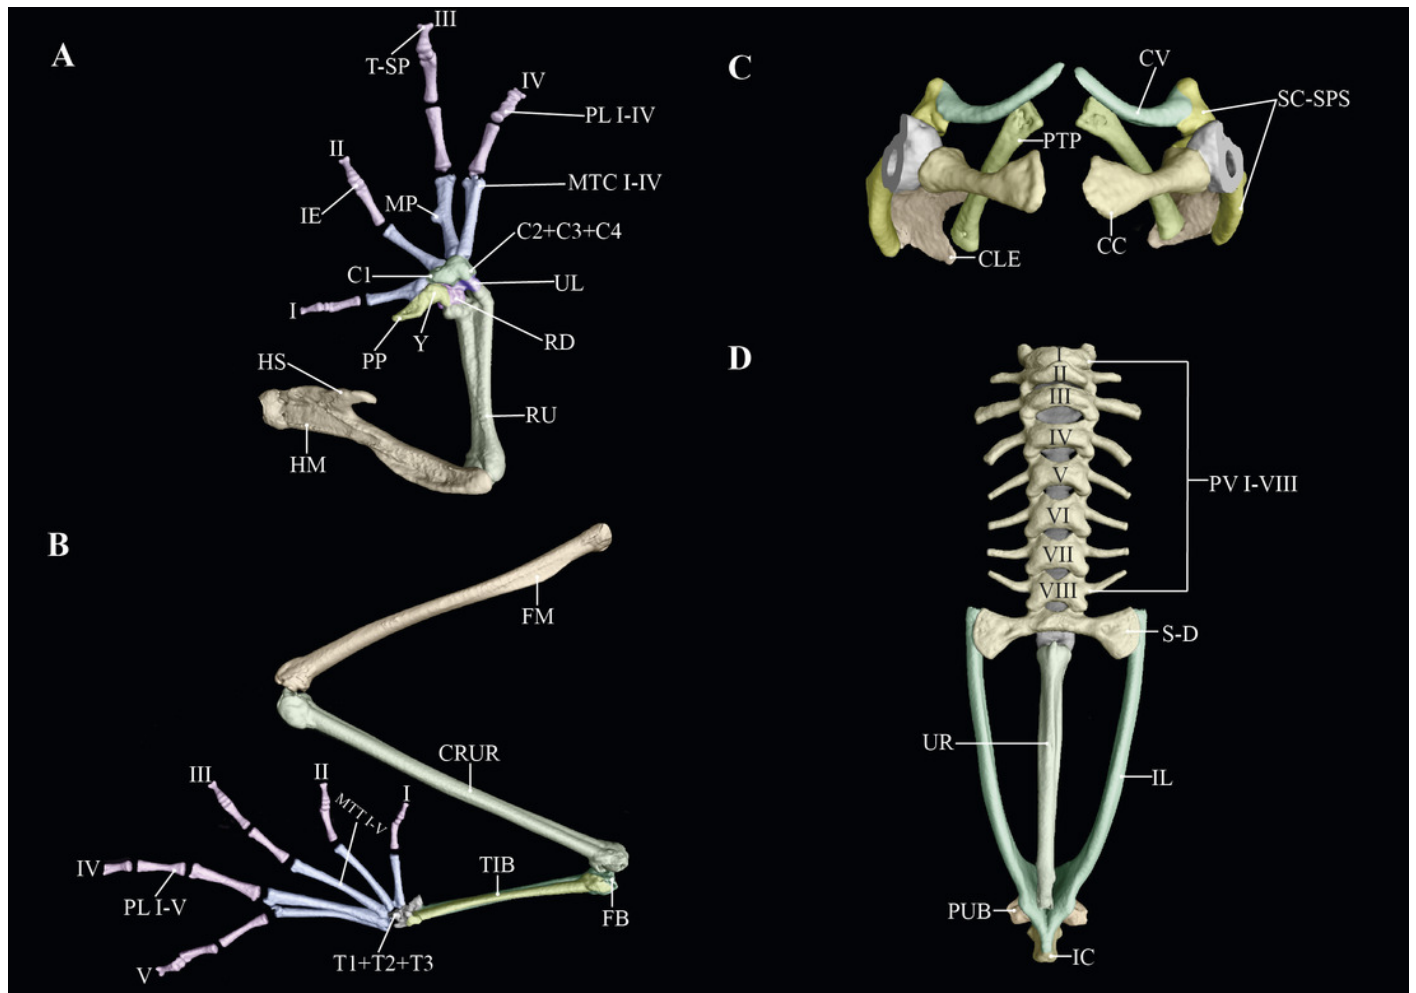 A
III
T-SP
IV
PL I-IV
II
MTC I-IV
IE
MP
C2+C3+C4
C1
UL
I
PP
Y
RD
HS
RU
HM
B
FM
CRUR
III
II
I
MTT I-V
IV
TIB
PL I-V
FB
V
T1+T2+T3
C
CV
SC-SPS
PTP
CC
CLE
D
I
II
III
IV
V
PV I-VIII
VI
VII
VIII
S-D
UR
IL
PUB
IC